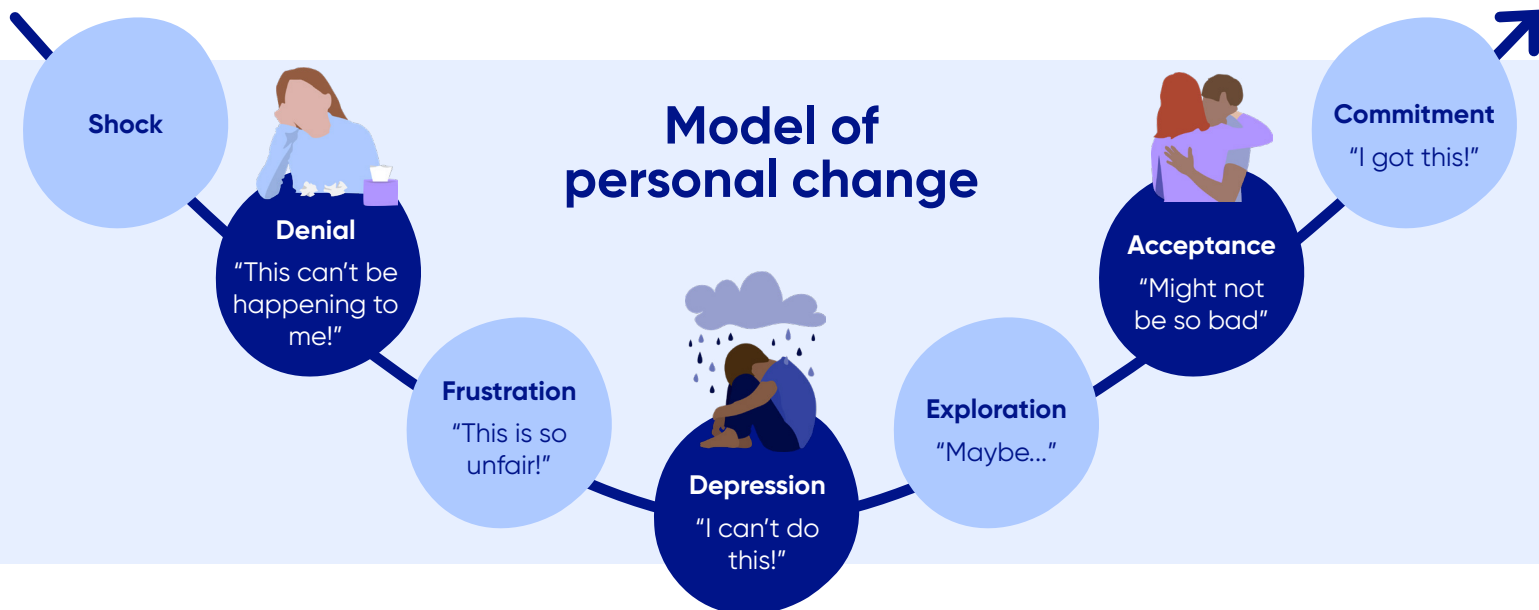 Model of
personal change
Shock
Denial
“This can’t be
happening to
me!”
Frustration
“This is so
unfair!”
Depression
“I can’t do
this!”
Exploration
“Maybe...”
Acceptance
“Might not
be so bad”
Commitment
“I got this!”